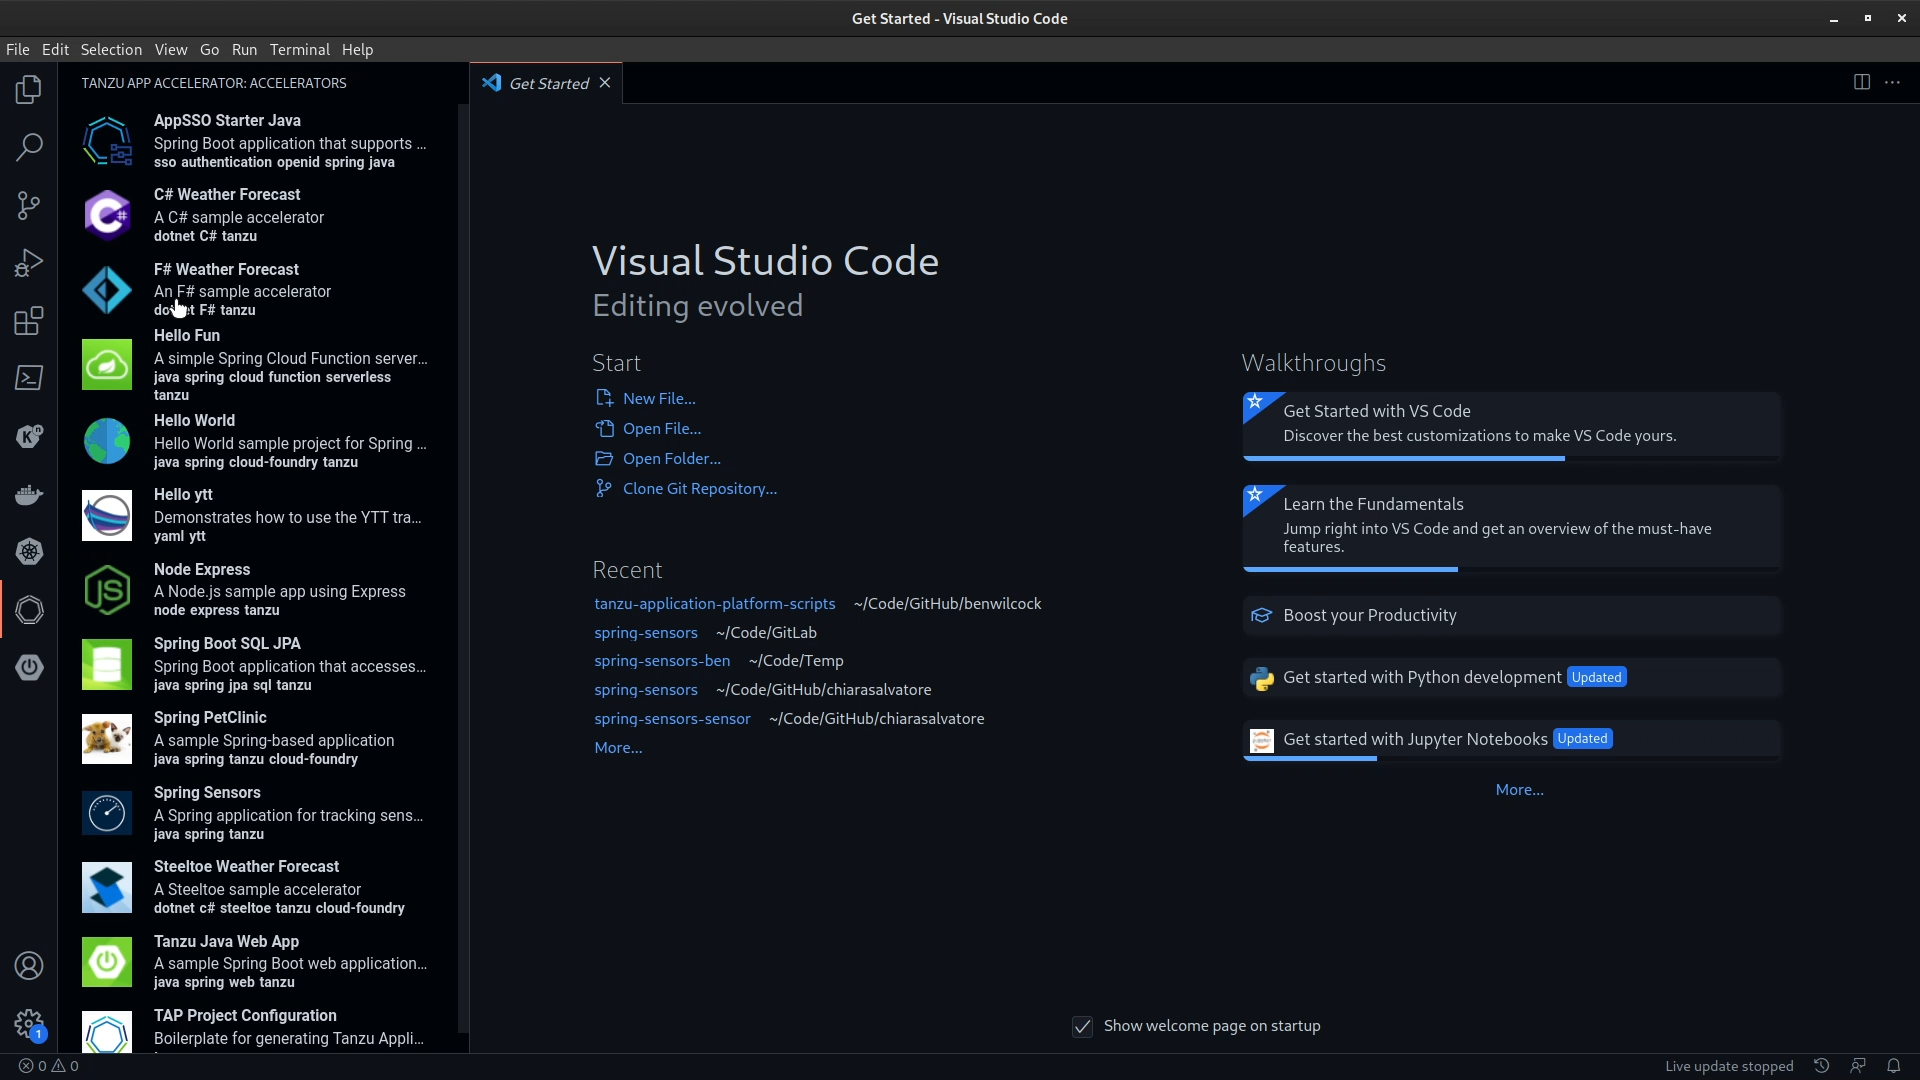 Get Started - Visual Studio Code
File Edit Selection View Go Run Terminal Help
TANZU APP ACCELERATOR: ACCELERATORS
AppSSO Starter Java
Spring Boot application that supports ...
sso authentication openid spring java
C# Weather Forecast
A C# sample accelerator
dotnet C# tanzu
F# Weather Forecast
An F# sample accelerator
F# tanzu
Hello Fun
A simple Spring Cloud Function server...
java spring cloud function serverless
tanzu
Hello World
Hello World sample project for Spring ...
java spring cloud-foundry tanzu
Hello ytt
Demonstrates how to use the YTT tra...
yaml ytt
Node Express
A Node.js sample app using Express
node express tanzu
Spring Boot SQL JPA
Spring Boot application that accesses...
java spring jpa sql tanzu
Spring PetClinic
A sample Spring-based application
java spring tanzu cloud-foundry
Spring Sensors
A Spring application for tracking sens...
java spring tanzu
Steeltoe Weather Forecast
A Steeltoe sample accelerator
dotnet c# steeltoe tanzu cloud-foundry
Tanzu Java Web App
A sample Spring Boot web application...
java spring web tanzu
TAP Project Configuration
Boilerplate for generating Tanzu Appli...
1
Get Started
Visual Studio Code
Editing evolved
Start
New File...
Open File...
Open Folder...
Clone Git Repository...
Recent
tanzu-application-platform-scripts ~/Code/GitHub/benwilcock
spring-sensors ~/Code/GitLab
spring-sensors-ben ~/Code/Temp
spring-sensors ~/Code/GitHub/chiarasalvatore
spring-sensors-sensor ~/Code/GitHub/chiarasalvatore
More...
Walkthroughs
Get Started with VS Code
Discover the best customizations to make VS Code yours.
Learn the Fundamentals
Jump right into VS Code and get an overview of the must-have
features.
Boost your Productivity
Get started with Python development Updated
Get started with Jupyter Notebooks Updated
More...
Show welcome page on startup
0 0
Live update stopped